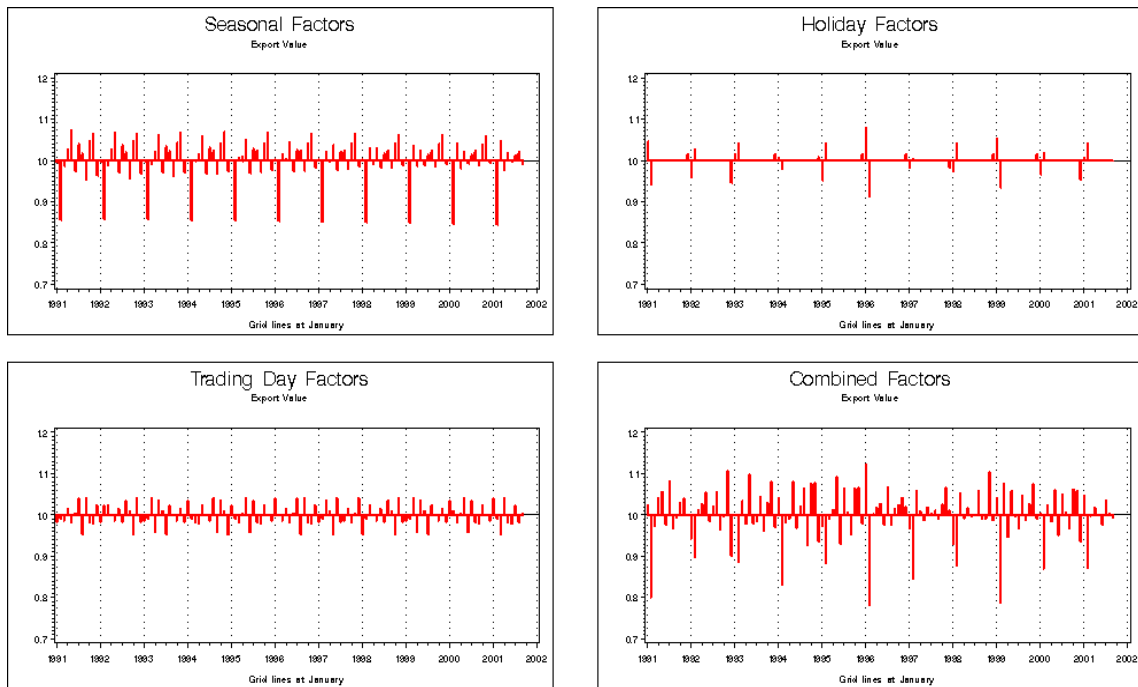 Seasonal Factors
Export Value
1.2
1.1
1.0
0.9
0.8
0.7
1991 1992 1993 1994 1995 1996 1997 1998 1999 2000 2001 2002
Grid lines at January
Holiday Factors
Export Value
1.2
1.1
1.0
0.9
0.8
0.7
1991 1992 1993 1994 1995 1996 1997 1998 1999 2000 2001 2002
Grid lines at January
Trading Day Factors
Export Value
1.2
1.1
1.0
0.9
0.8
0.7
1991 1992 1993 1994 1995 1996 1997 1998 1999 2000 2001 2002
Grid lines at January
Combined Factors
Export Value
1.2
1.1
1.0
0.9
0.8
0.7
1991 1992 1993 1994 1995 1996 1997 1998 1999 2000 2001 2002
Grid lines at January